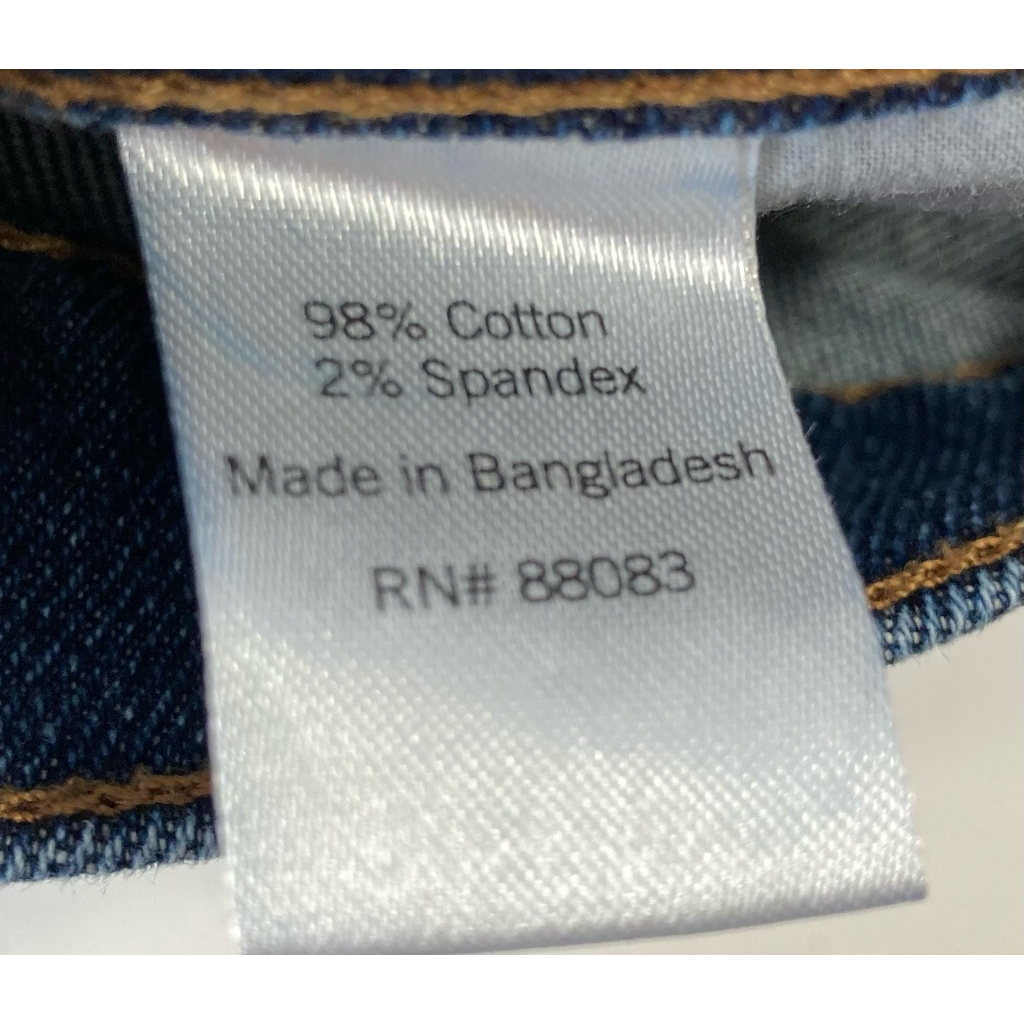 98% Cotton
2% Spandex
Made in Bangladesh
RN# 88083